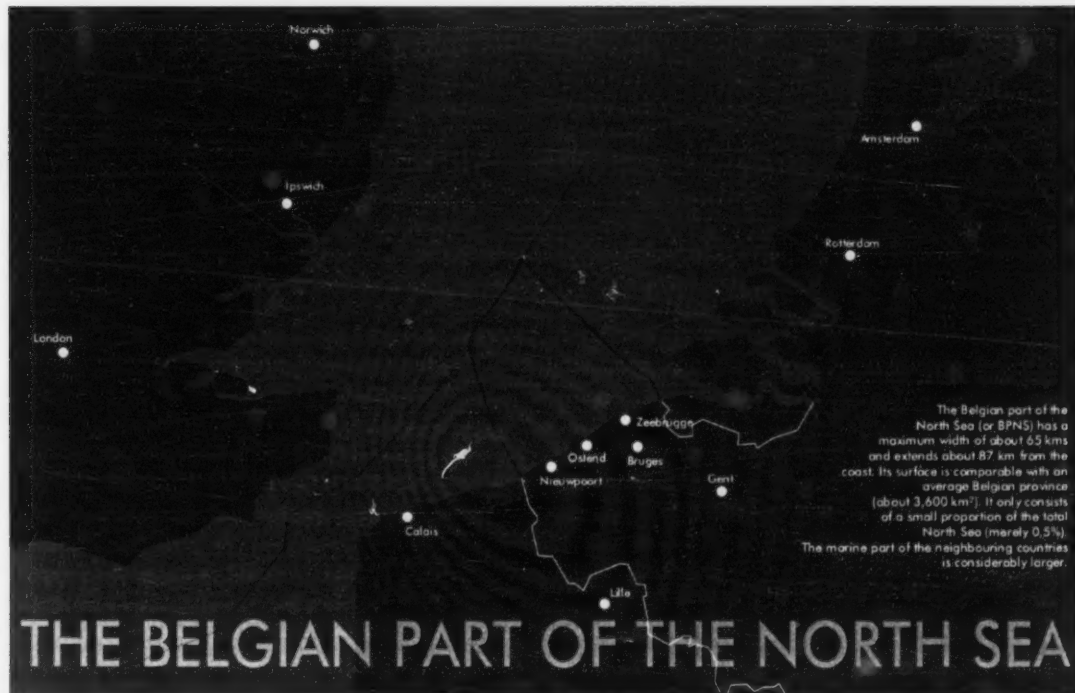 Norwich
Amsterdam
Ipswich
Rotterdam
London
Zeebrugge
Ostend
Bruges
Nieuwpoort
Gent
Calais
Lille
The Belgian part of the
North Sea (or BPNS) has a
maximum width of about 65 kms
and extends about 87 km from the
coast. Its surface is comparable with an
average Belgian province
(about 3,600 km²). It only consists
of a small proportion of the total
North Sea (merely 0,5%).
The marine part of the neighbouring countries
is considerably larger.
THE BELGIAN PART OF THE NORTH SEA